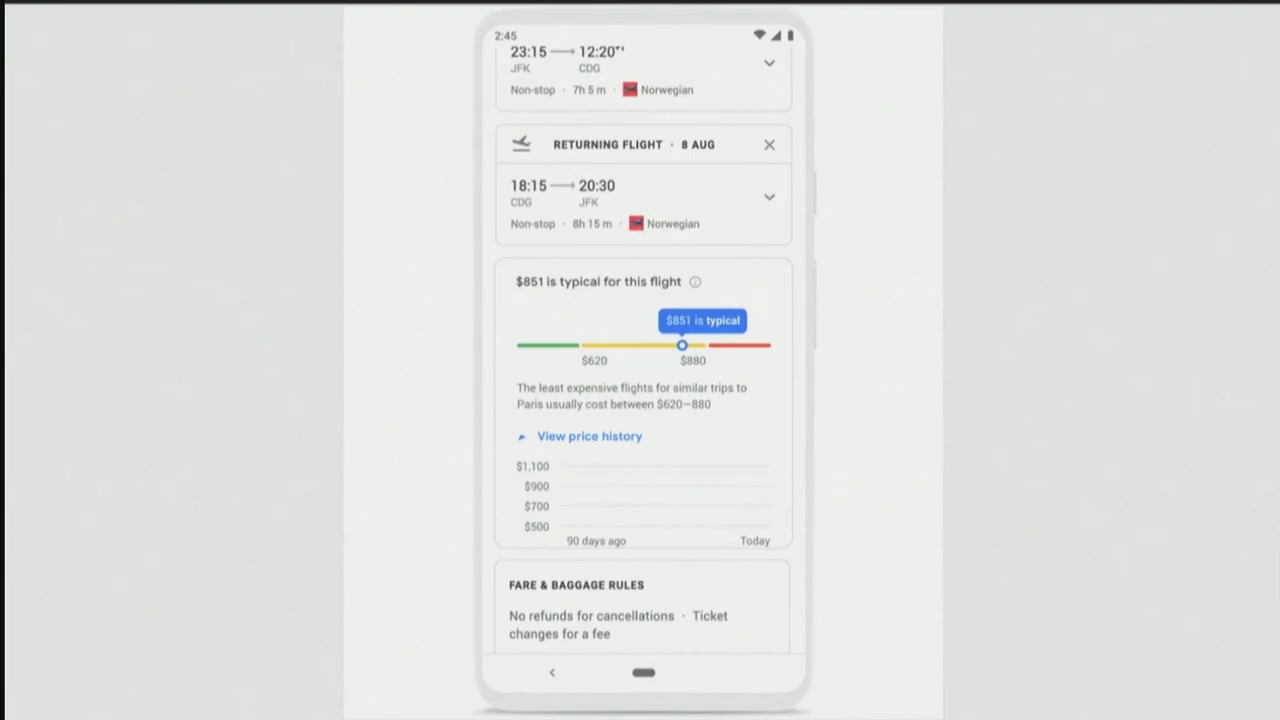 2:45
23:15 12:20+1
JFK CDG
Non-stop · 7h 5 m · Norwegian
RETURNING FLIGHT · 8 AUG
18:15 20:30
CDG JFK
Non-stop · 8h 15 m · Norwegian
$851 is typical for this flight
$851 is typical
$620 $880
The least expensive flights for similar trips to
Paris usually cost between $620–880
View price history
$1,100
$900
$700
$500
90 days ago Today
FARE & BAGGAGE RULES
No refunds for cancellations · Ticket
changes for a fee